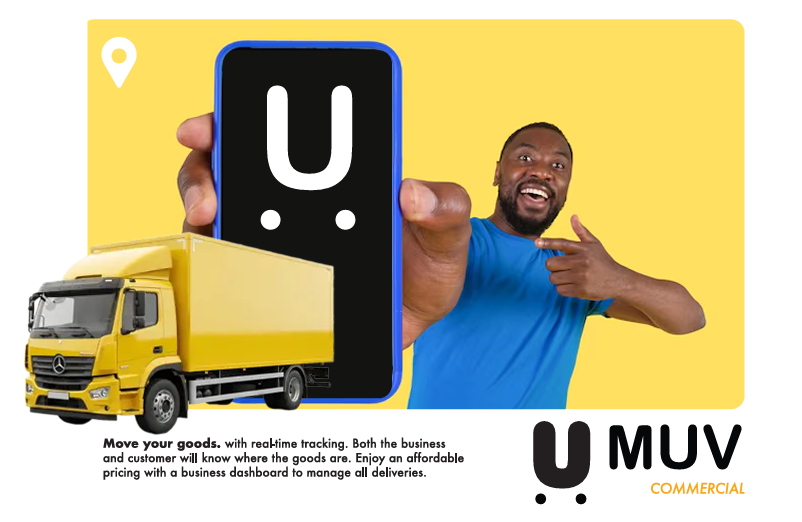 U
Move your goods. with real-time tracking. Both the business
and customer will know where the goods are. Enjoy an affordable
pricing with a business dashboard to manage all deliveries.
U MUV
COMMERCIAL